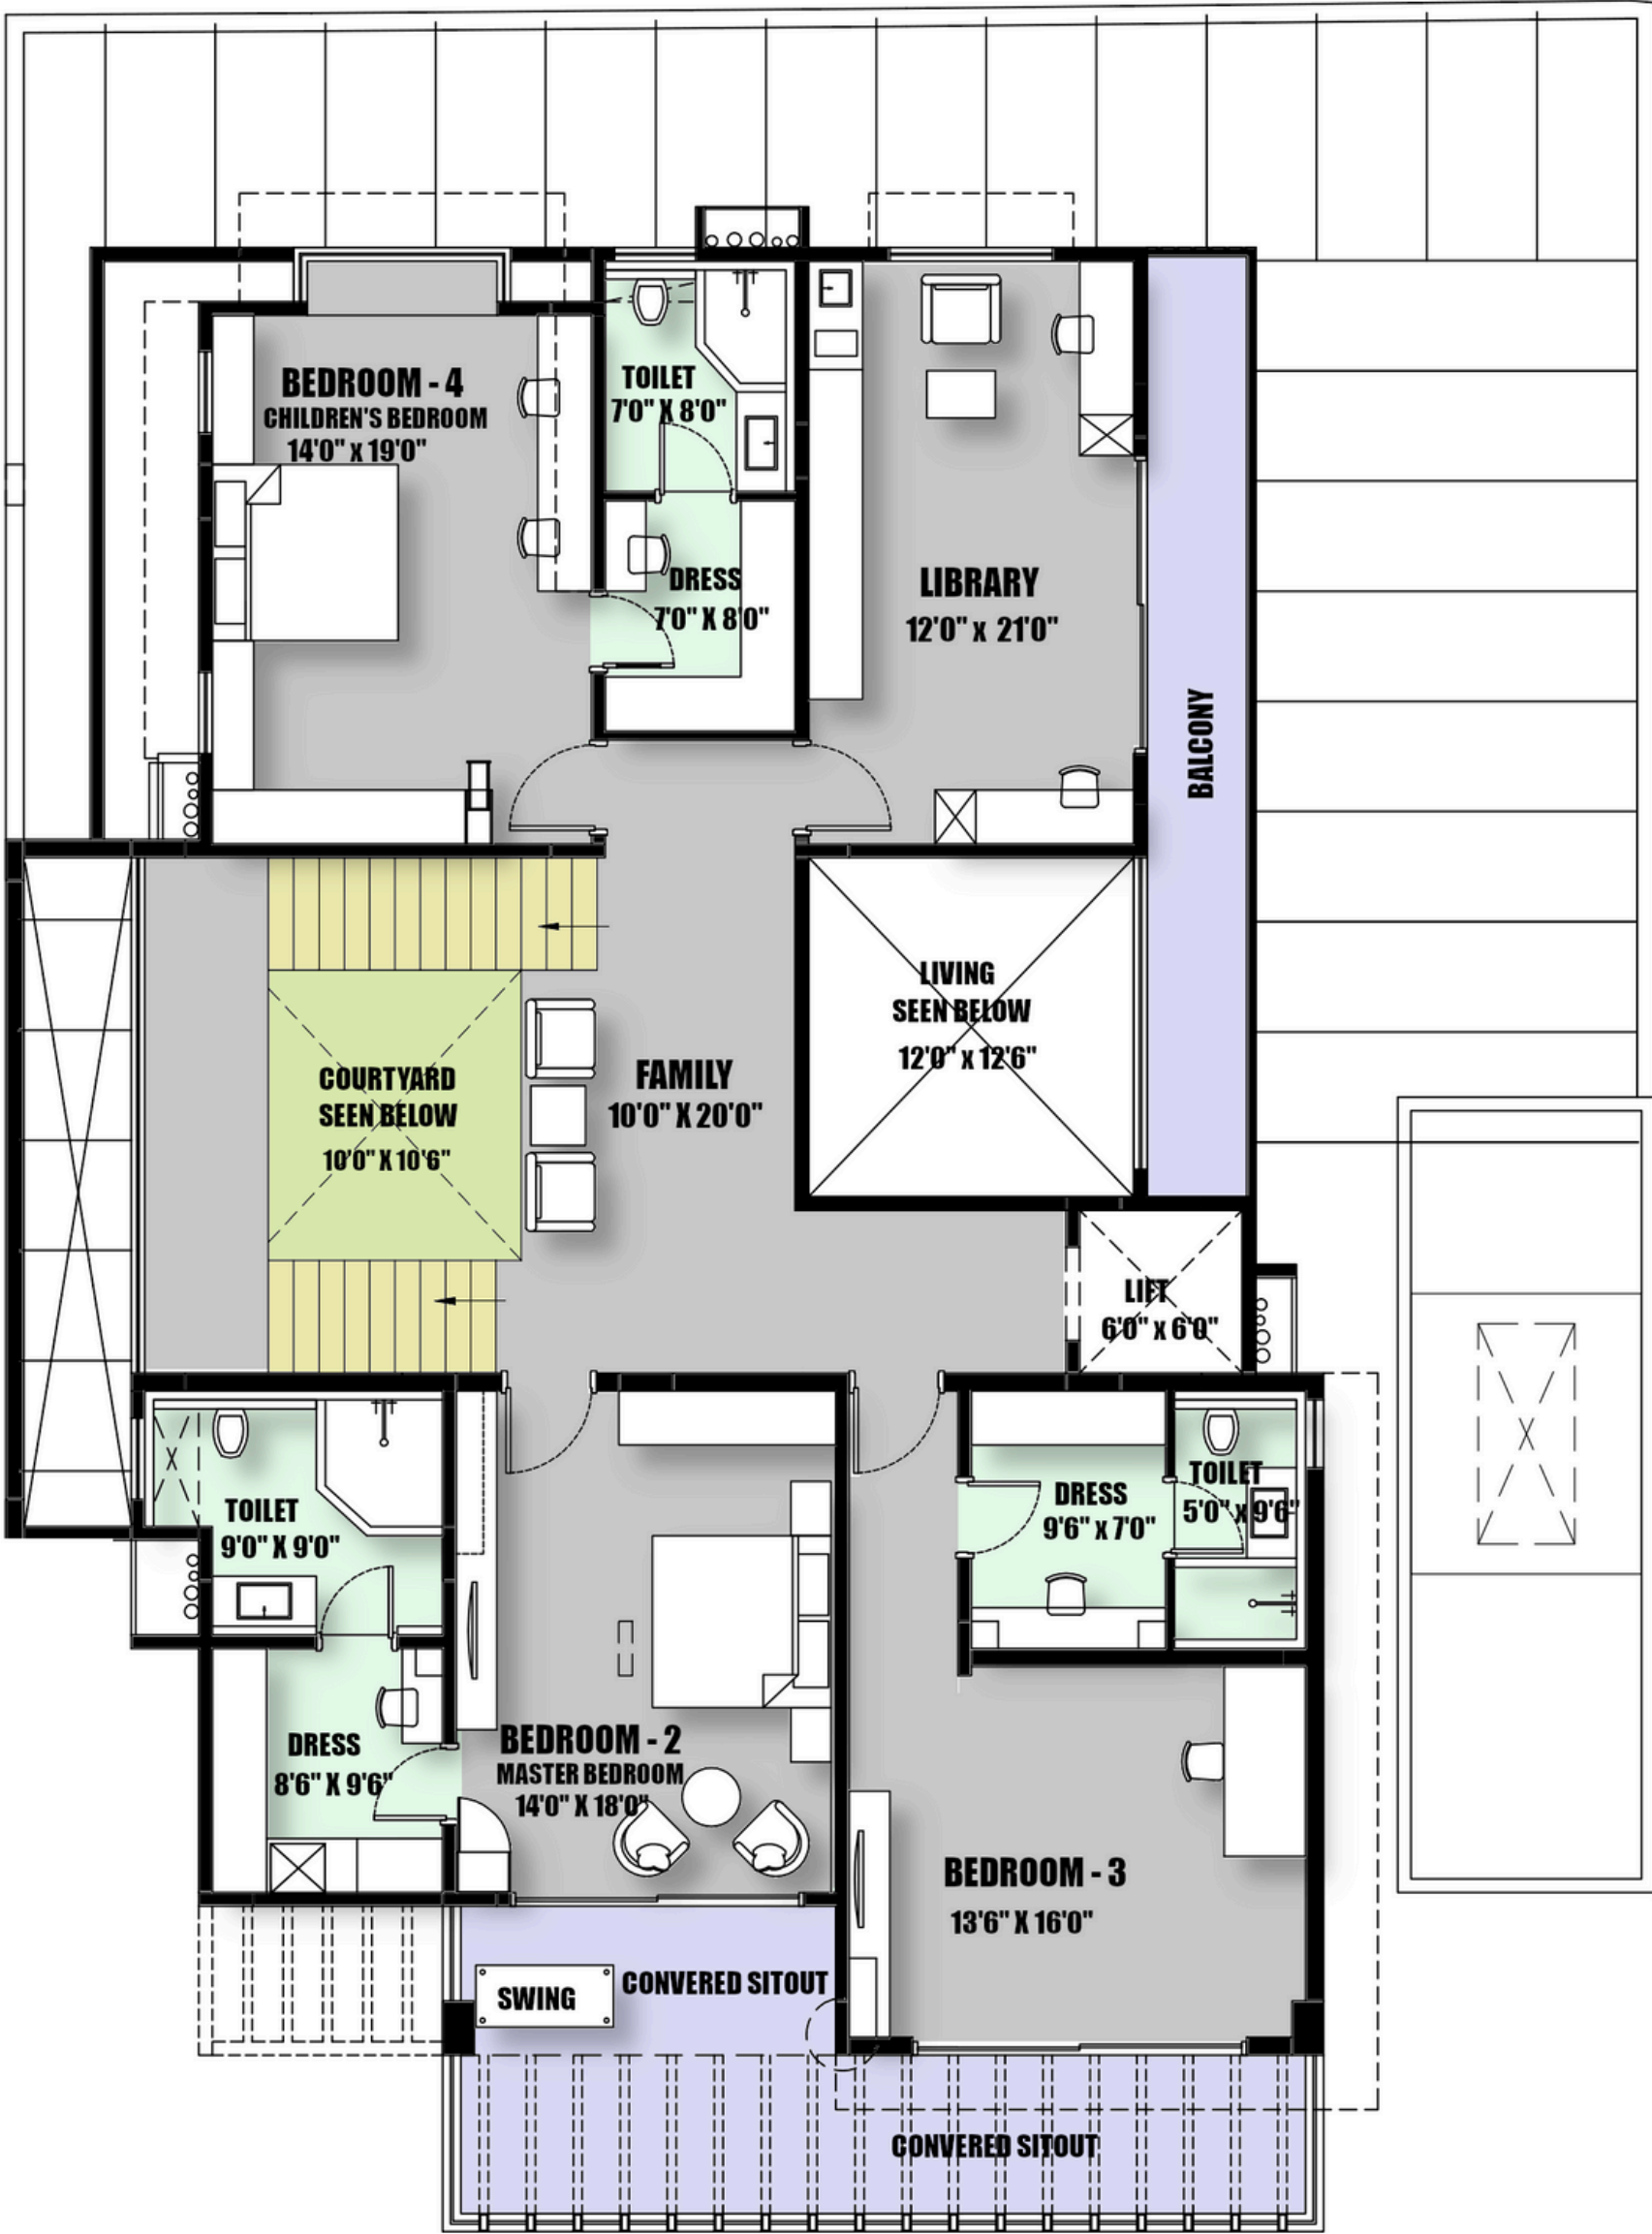 BEDROOM - 4
CHILDREN'S BEDROOM
14'0" x 19'0"
TOILET
7'0" X 8'0"
DRESS
7'0" X 8'0"
LIBRARY
12'0" x 21'0"
BALCONY
LIVING
SEEN BELOW
12'0" x 12'6"
COURTYARD
SEEN BELOW
10'0" X 10'6"
FAMILY
10'0" X 20'0"
LIFT
6'0" x 6'0"
TOILET
9'0" X 9'0"
DRESS
9'6" x 7'0"
TOILET
5'0" x 9'6"
DRESS
8'6" X 9'6"
BEDROOM - 2
MASTER BEDROOM
14'0" X 18'0"
BEDROOM - 3
13'6" X 16'0"
SWING
CONVERED SITOUT
CONVERED SITOUT